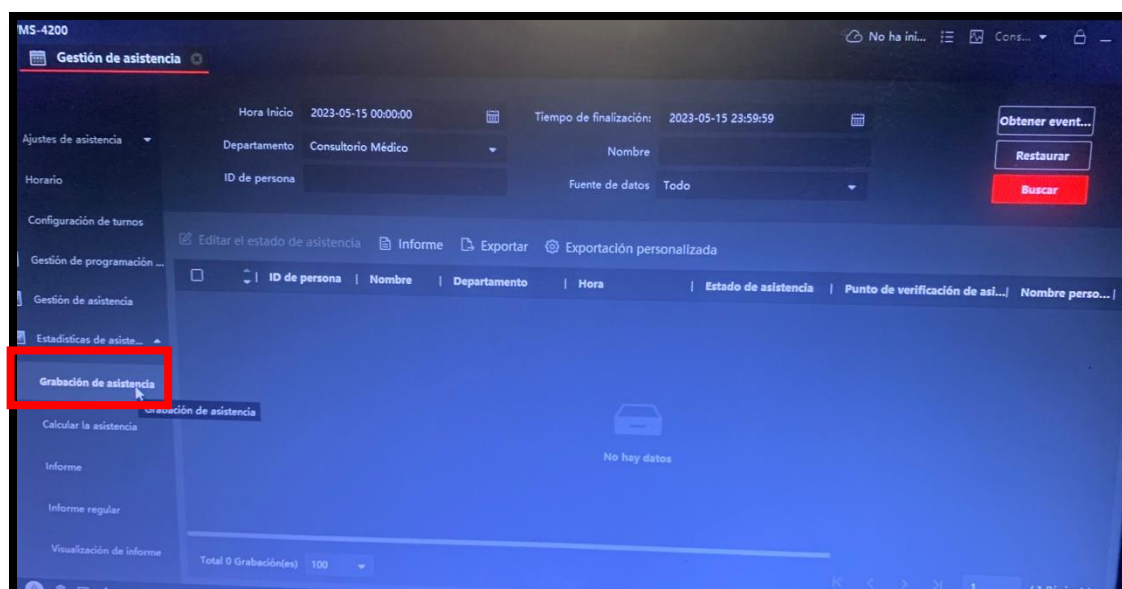 MS-4200
No ha ini... Cons...
Gestión de asistencia
Hora Inicio 2023-05-15 00:00:00 Tiempo de finalización: 2023-05-15 23:59:59 Obtener event...
Ajustes de asistencia Departamento Consultorio Médico Nombre Restaurar
Horario ID de persona Fuente de datos Todo Buscar
Configuración de turnos
Editar el estado de asistencia Informe Exportar Exportación personalizada
Gestión de programación ...
ID de persona | Nombre | Departamento | Hora | Estado de asistencia | Punto de verificación de asi...| Nombre perso... |
Gestión de asistencia
Estadísticas de asiste...
Grabación de asistencia
Grabación de asistencia
Calcular la asistencia
No hay datos
Informe
Informe regular
Visualización de informe
Total 0 Grabación(es) 100
1